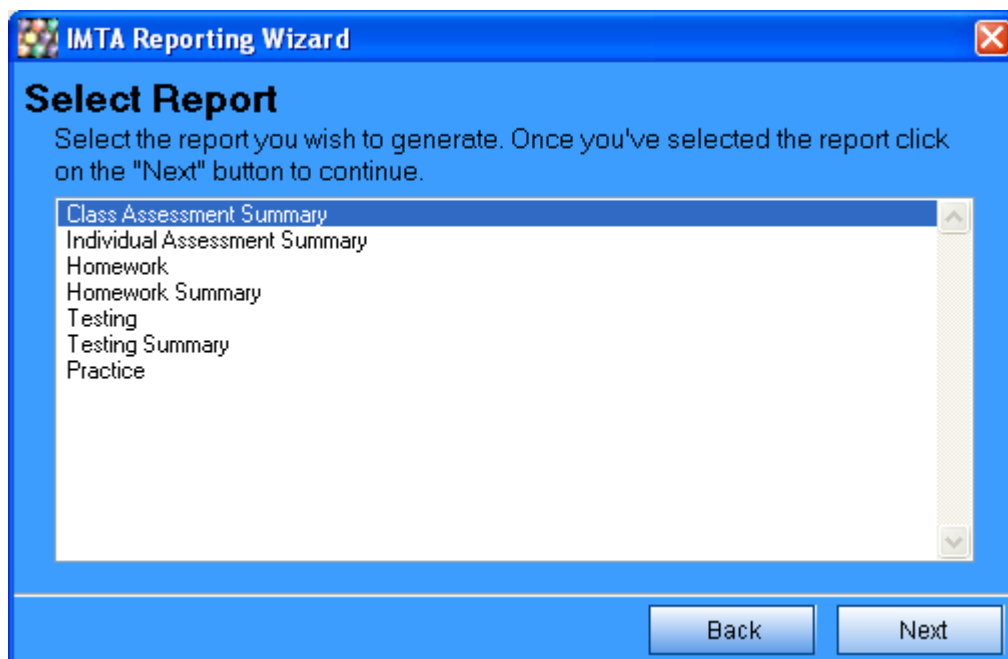 IMTA Reporting Wizard
Select Report
Select the report you wish to generate. Once you've selected the report click
on the "Next" button to continue.
Class Assessment Summary
Individual Assessment Summary
Homework
Homework Summary
Testing
Testing Summary
Practice
Back
Next